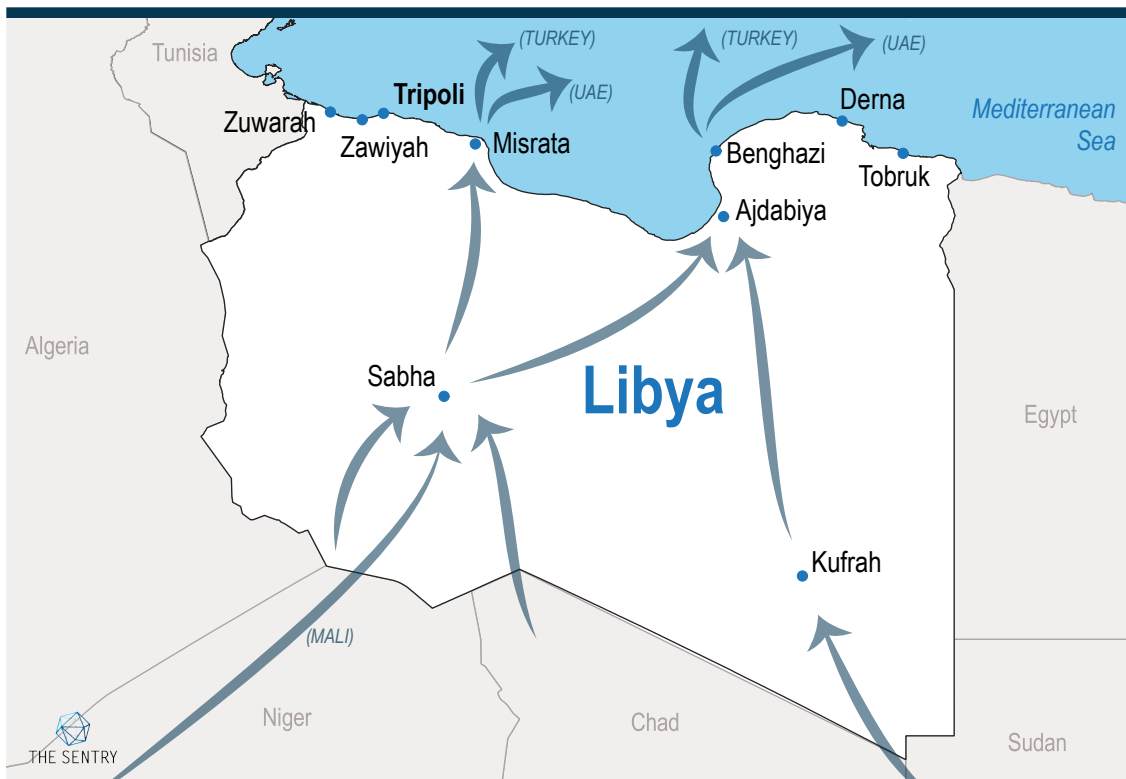 (TURKEY)
(TURKEY)
(UAE)
Tunisia
(UAE)
Tripoli
Derna
Mediterranean
Sea
Zuwarah
Zawiyah
Misrata
Benghazi
Tobruk
Ajdabiya
Algeria
Sabha
Libya
Egypt
Kufrah
(MALI)
Niger
Chad
Sudan
THE SENTRY